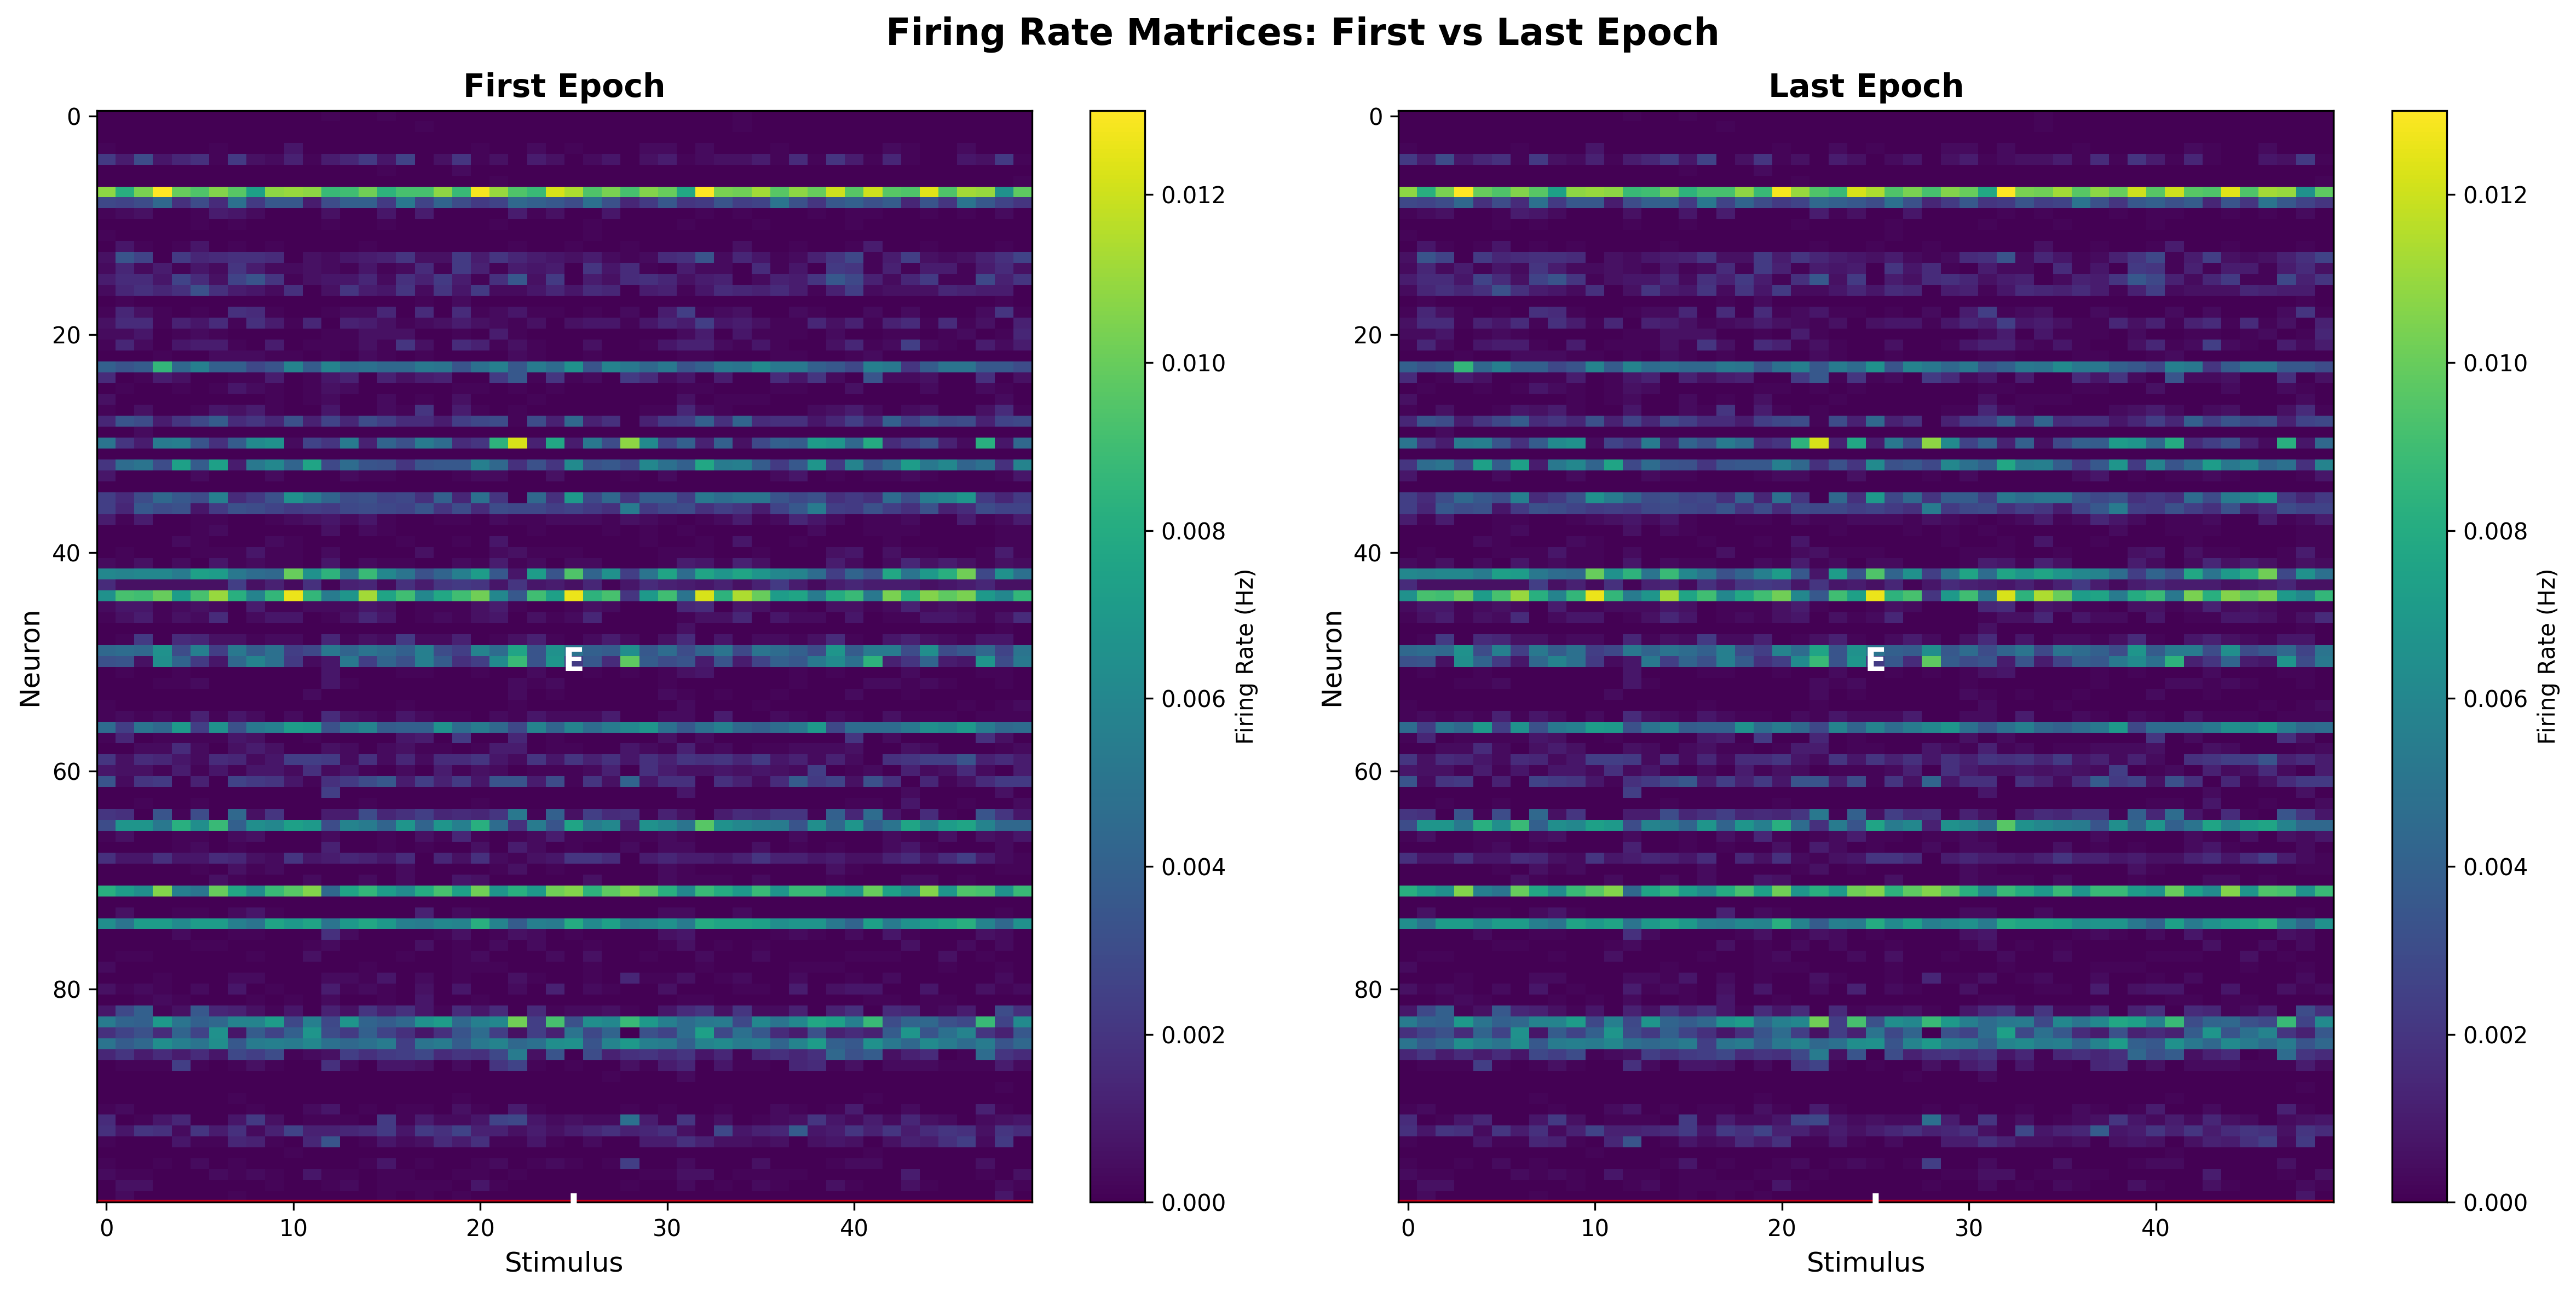 Firing Rate Matrices: First vs Last Epoch
First Epoch
0
20
40
60
80
Neuron
E
I
0
10
20
30
40
Stimulus
0.012
0.010
0.008
0.006
0.004
0.002
0.000
Firing Rate (Hz)
Last Epoch
0
20
40
60
80
Neuron
E
I
0
10
20
30
40
Stimulus
0.012
0.010
0.008
0.006
0.004
0.002
0.000
Firing Rate (Hz)